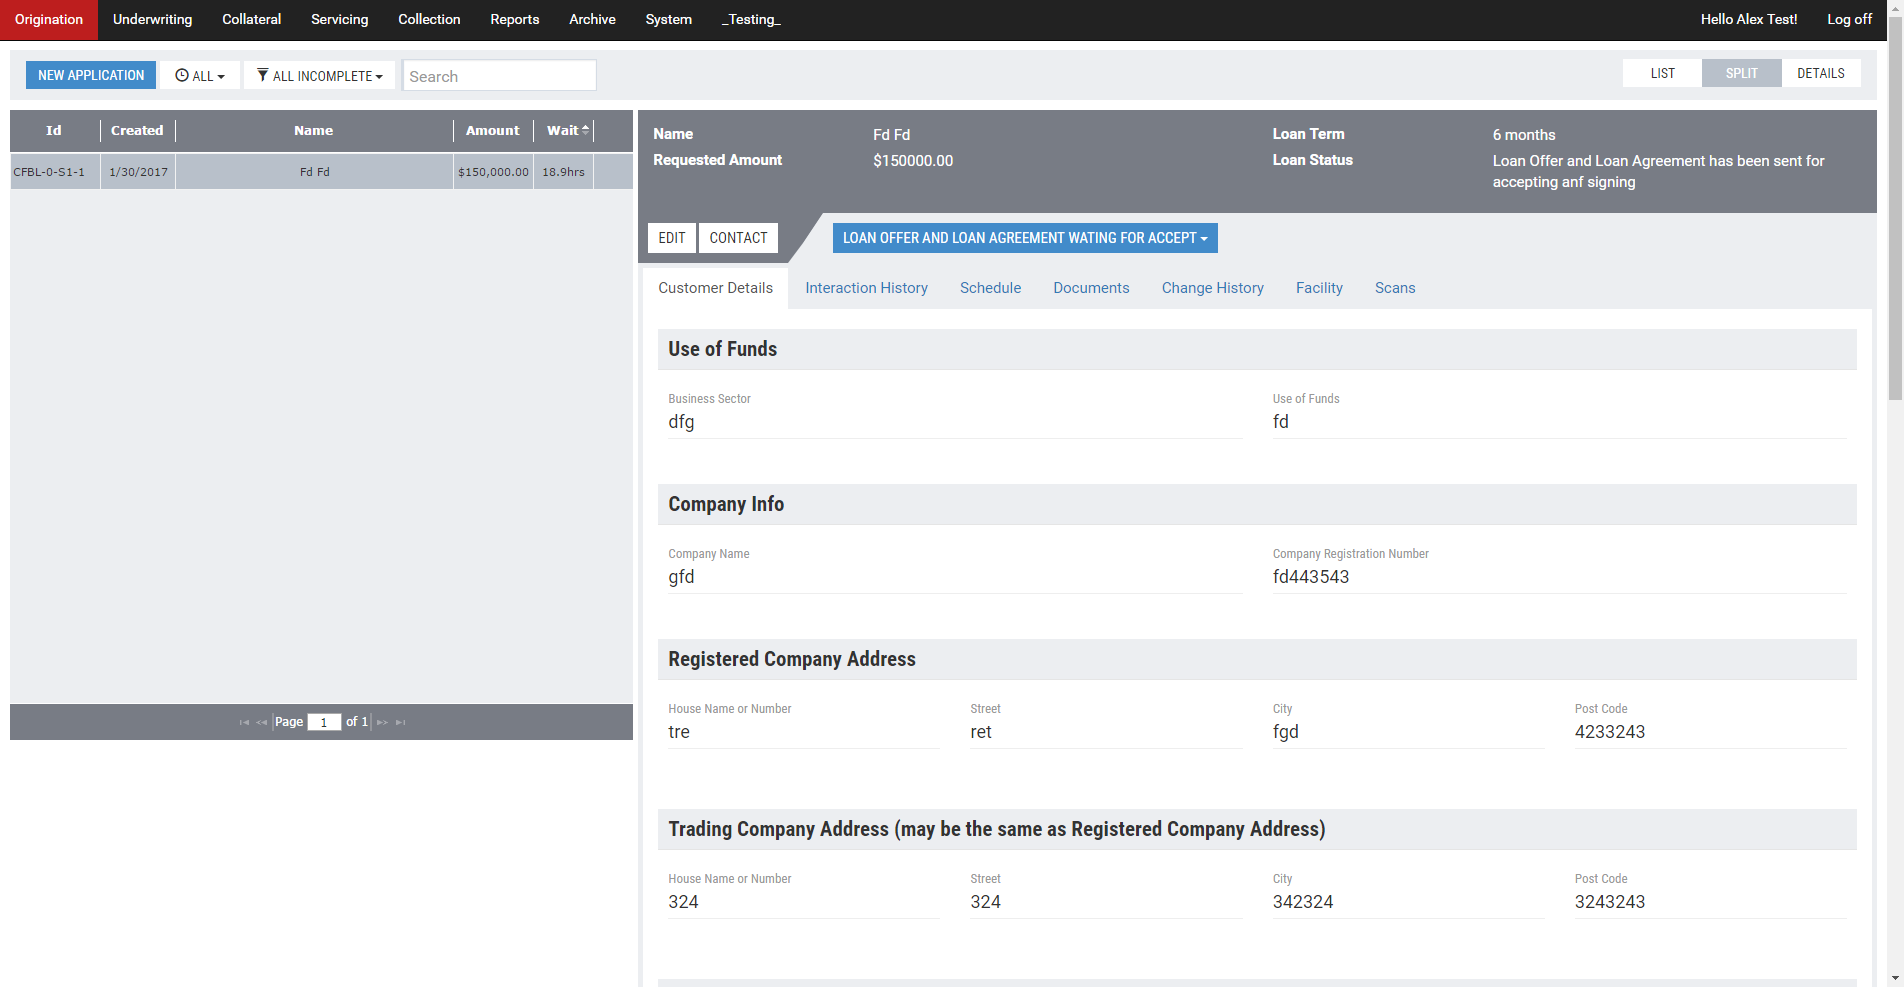 Origination Underwriting Collateral Servicing Collection Reports Archive System _Testing_ Hello Alex Test! Log off
NEW APPLICATION ALL ALL INCOMPLETE Search LIST SPLIT DETAILS
Id Created Name Amount Wait
CFBL-0-S1-1 1/30/2017 Fd Fd $150,000.00 18.9hrs
Page 1 of 1
Name Fd Fd Loan Term 6 months
Requested Amount $150000.00 Loan Status Loan Offer and Loan Agreement has been sent for
accepting anf signing
EDIT CONTACT LOAN OFFER AND LOAN AGREEMENT WATING FOR ACCEPT
Customer Details Interaction History Schedule Documents Change History Facility Scans
Use of Funds
Business Sector Use of Funds
dfg fd
Company Info
Company Name Company Registration Number
gfd fd443543
Registered Company Address
House Name or Number Street City Post Code
tre ret fgd 4233243
Trading Company Address (may be the same as Registered Company Address)
House Name or Number Street City Post Code
324 324 342324 3243243